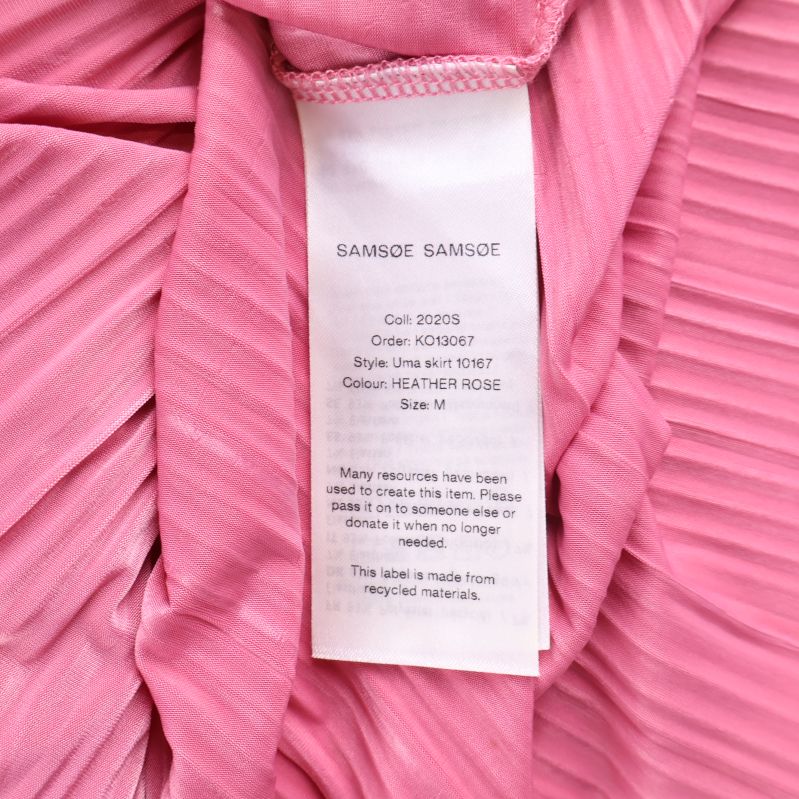 SAMSØE SAMSØE
Coll: 2020S
Order: KO13067
Style: Uma skirt 10167
Colour: HEATHER ROSE
Size: M
Many resources have been
used to create this item. Please
pass it on to someone else or
donate it when no longer
needed.
This label is made from
recycled materials.